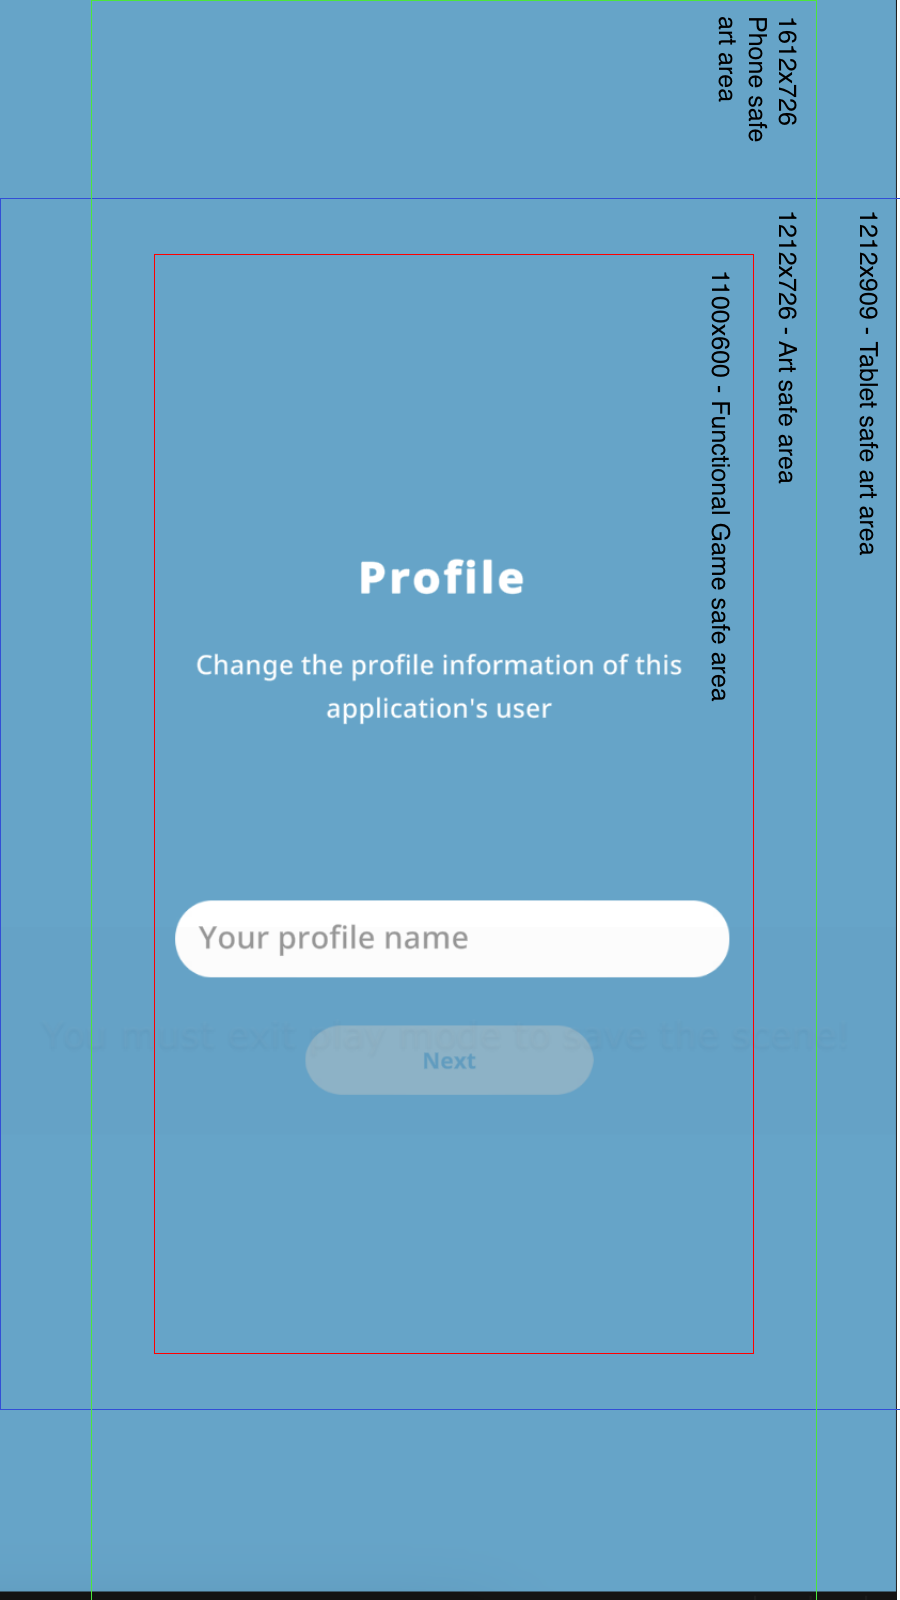 1612x726
Phone safe
art area
1212x726 - Art safe area
1212x909 - Tablet safe art area
1100x600 - Functional Game safe area
Profile
Change the profile information of this
application's user
Your profile name
You must exit play mode to save the scene!
Next